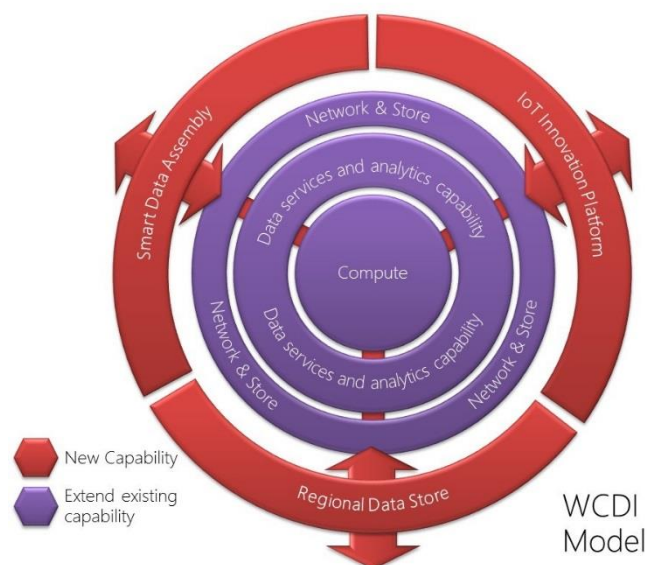 Smart Data Assembly
IoT Innovation Platform
Network & Store
Data services and analytics capability
Compute
Data services and analytics capability
Network & Store
Network & Store
Regional Data Store
New Capability
Extend existing
capability
WCDI
Model